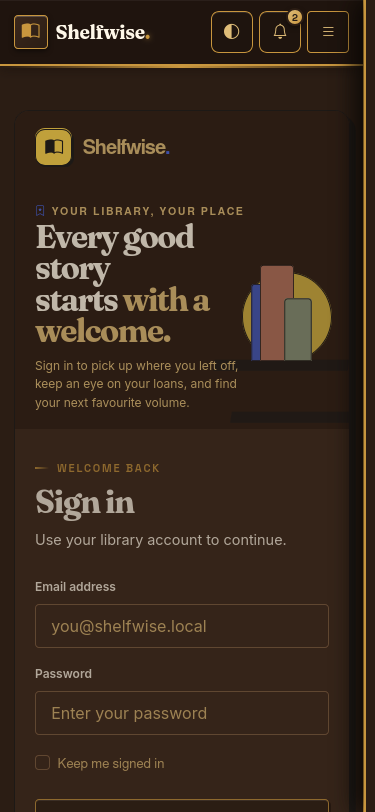 Shelfwise.
2
Shelfwise.
YOUR LIBRARY, YOUR PLACE
Every good
story
starts with a
welcome.
Sign in to pick up where you left off,
keep an eye on your loans, and find
your next favourite volume.
WELCOME BACK
Sign in
Use your library account to continue.
Email address
you@shelfwise.local
Password
Enter your password
Keep me signed in